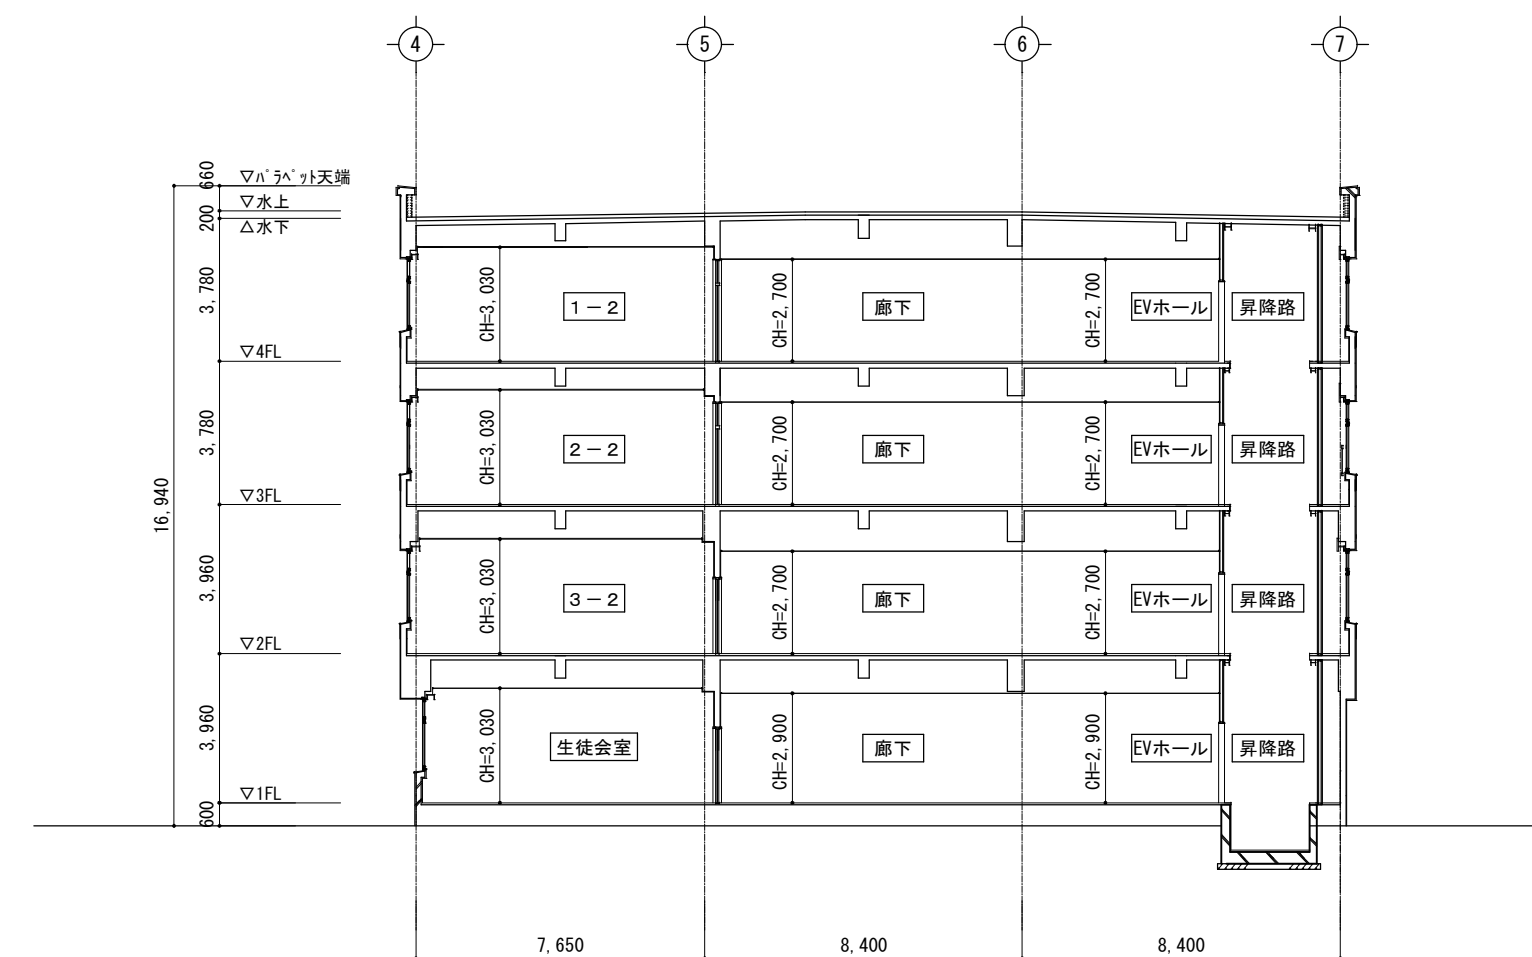 4 5 6 7
660
▽ﾊﾟﾗﾍﾟｯﾄ天端
▽水上
200
△水下
3,780
CH=3,030
1－2
CH=2,700
廊下
CH=2,700
EVホール
昇降路
▽4FL
3,780
CH=3,030
2－2
CH=2,700
廊下
CH=2,700
EVホール
昇降路
▽3FL
16,940
3,960
CH=3,030
3－2
CH=2,700
廊下
CH=2,700
EVホール
昇降路
▽2FL
3,960
CH=3,030
生徒会室
CH=2,900
廊下
CH=2,900
EVホール
昇降路
▽1FL
600
7,650 8,400 8,400